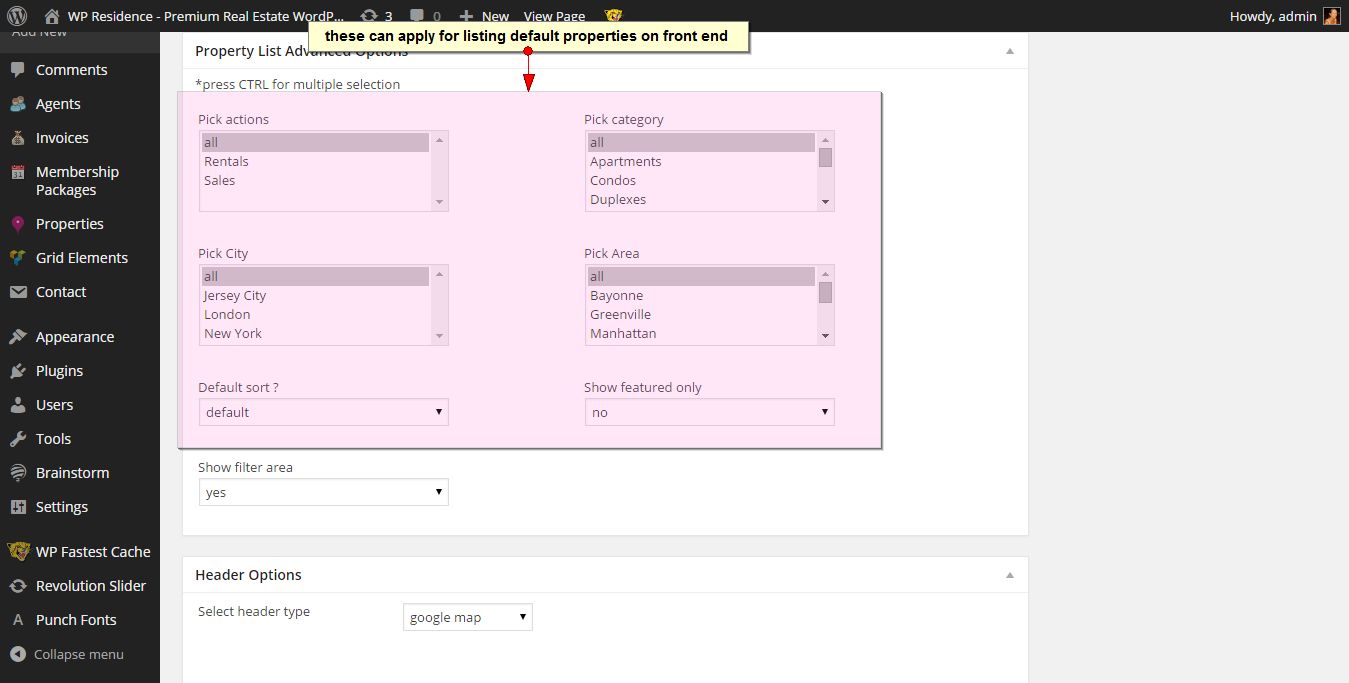 WP Residence - Premium Real Estate WordP... 3 0 New View Page Howdy, admin
these can apply for listing default properties on front end
Add New
Comments
Agents
Invoices
31
Membership
Packages
Properties
Grid Elements
Contact
Appearance
Plugins
Users
Tools
Brainstorm
Settings
WP Fastest Cache
Revolution Slider
A Punch Fonts
Collapse menu
Property List Advanced Options
*press CTRL for multiple selection
Pick actions
all
Rentals
Sales
Pick category
all
Apartments
Condos
Duplexes
Pick City
all
Jersey City
London
New York
Pick Area
all
Bayonne
Greenville
Manhattan
Default sort ?
default
Show featured only
no
Show filter area
yes
Header Options
Select header type
google map